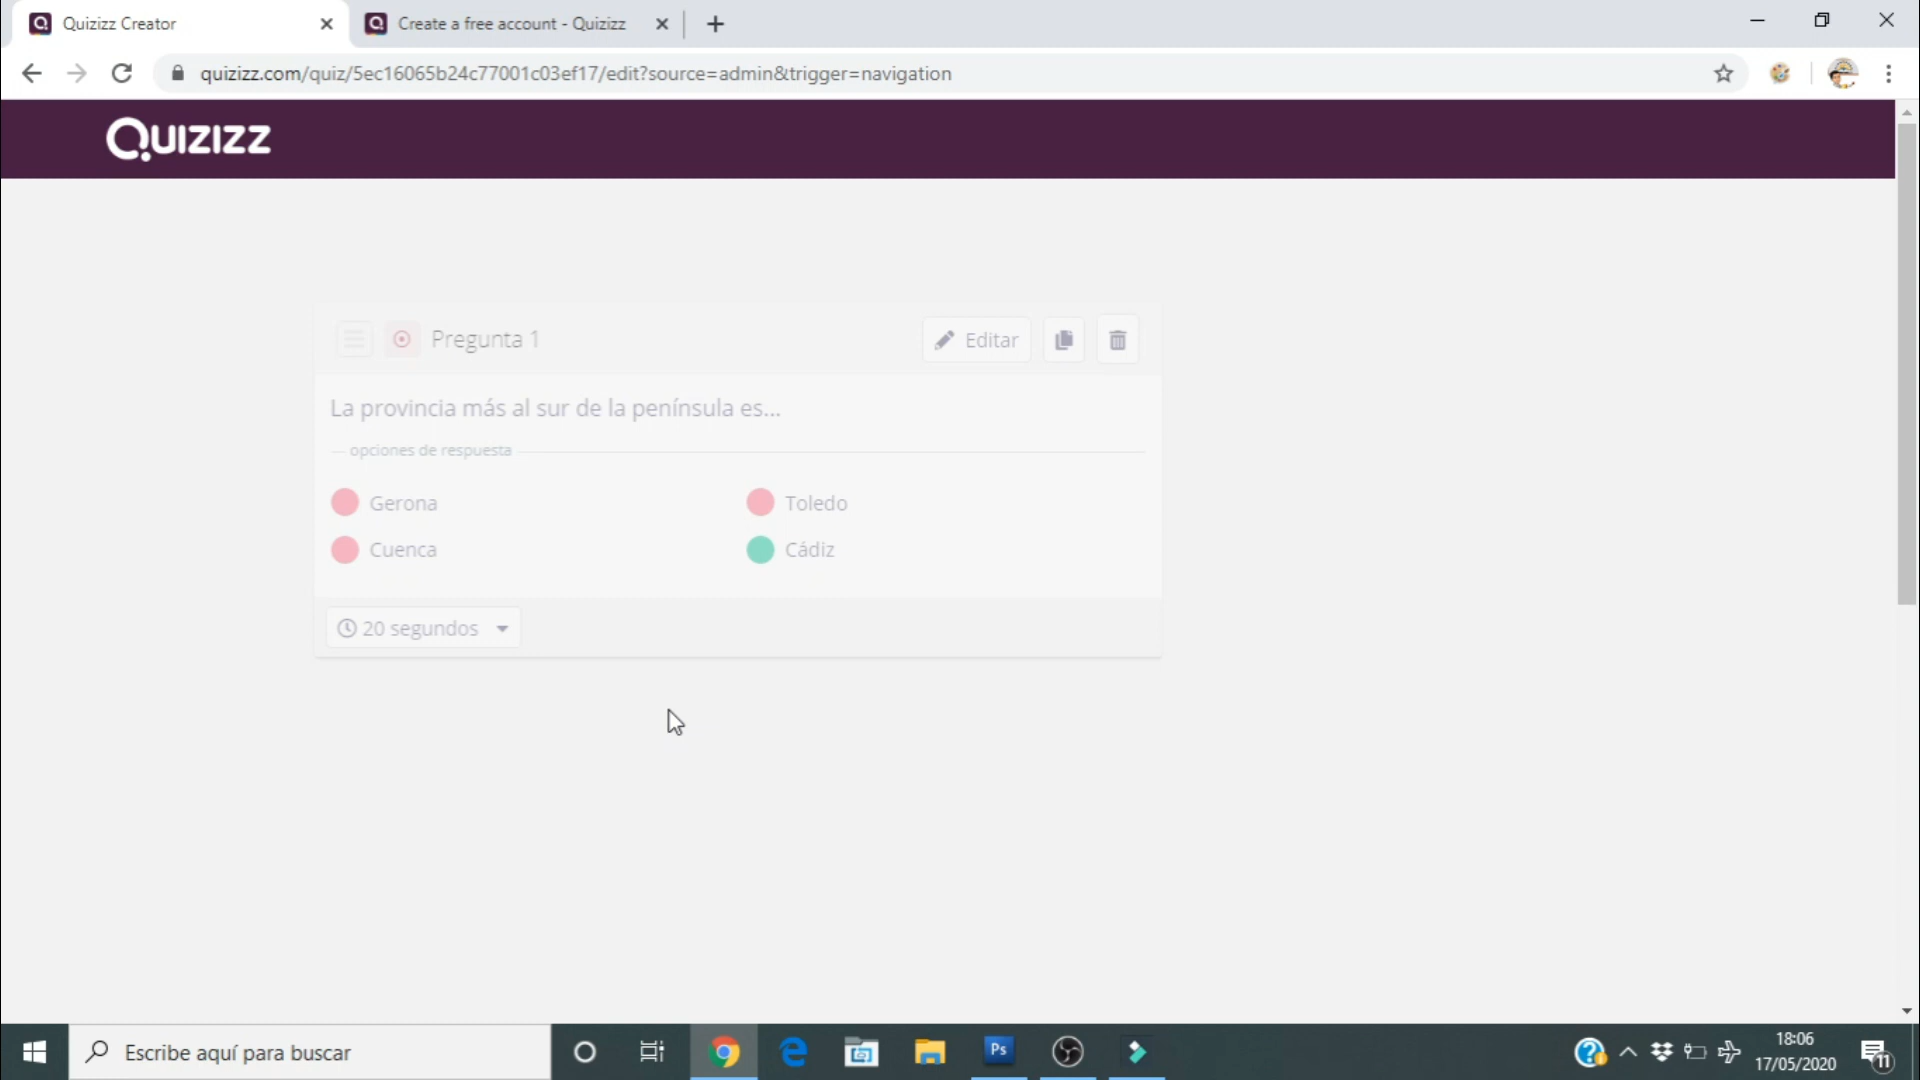 Quizizz Creator
Create a free account - Quizizz
quizizz.com/quiz/5ec16065b24c77001c03ef17/edit?source=admin&trigger=navigation
QUIZIZZ
Pregunta 1
Editar
La provincia más al sur de la península es...
opciones de respuesta
Gerona
Toledo
Cuenca
Cádiz
20 segundos
Escribe aquí para buscar
Ps
18:06
17/05/2020
11